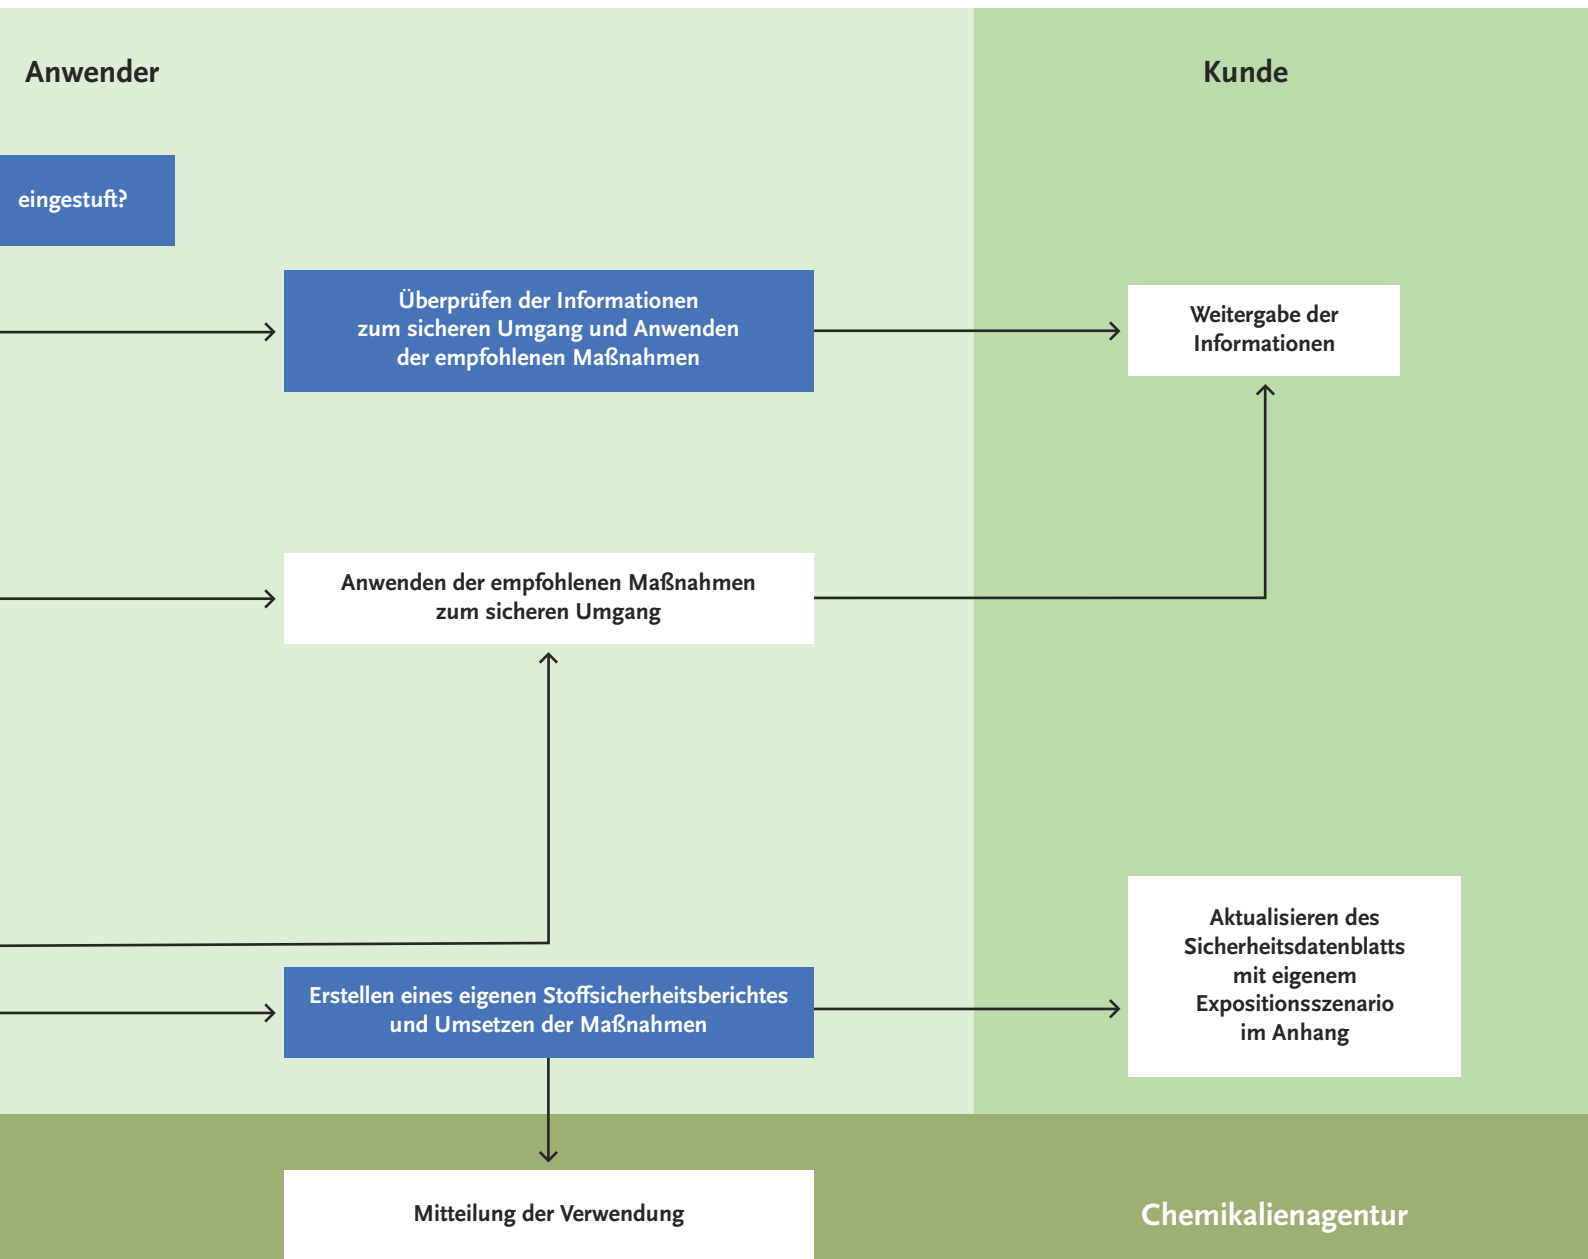 Anwender
Kunde
eingestuft?
Überprüfen der Informationen
zum sicheren Umgang und Anwenden
der empfohlenen Maßnahmen
Weitergabe der
Informationen
Anwenden der empfohlenen Maßnahmen
zum sicheren Umgang
Aktualisieren des
Sicherheitsdatenblatts
mit eigenem
Expositionsszenario
im Anhang
Erstellen eines eigenen Stoffsicherheitsberichtes
und Umsetzen der Maßnahmen
Mitteilung der Verwendung
Chemikalienagentur